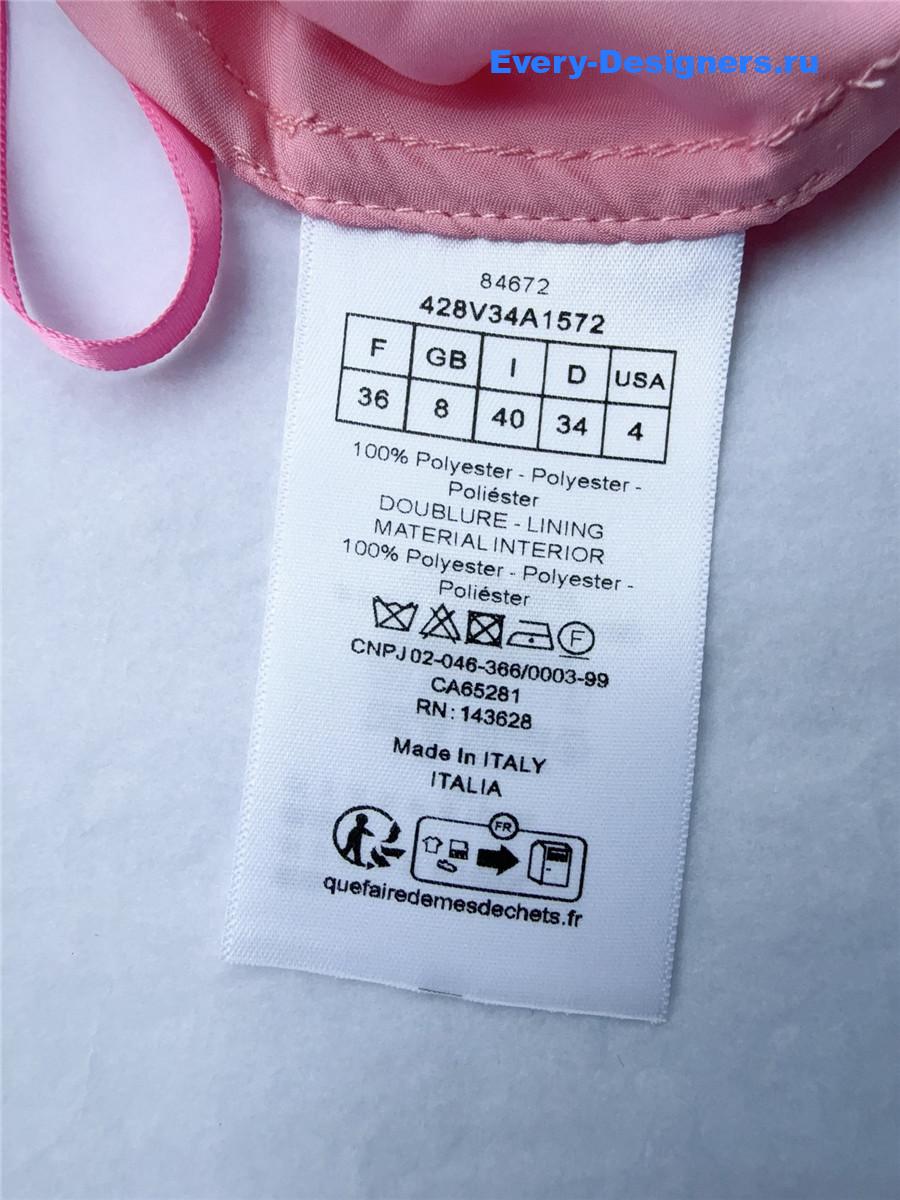 Every-Designers.ru
84672
428V34A1572
F GB I D USA
36 8 40 34 4
100% Polyester - Polyester -
Poliéster
DOUBLURE - LINING
MATERIAL INTERIOR
100% Polyester - Polyester -
Poliéster
F
CNPJ 02-046-366/0003-99
CA65281
RN: 143628
Made In ITALY
ITALIA
FR
quefairedemesdechets.fr